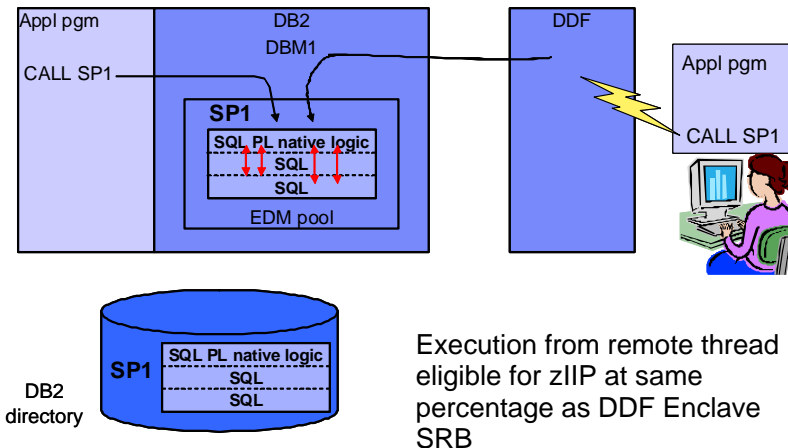 Appl pgm
DB2
DDF
DBM1
Appl pgm
CALL SP1
SP1
CALL SP1
SQL PL native logic
SQL
SQL
EDM pool
SP1
SQL PL native logic
SQL
SQL
DB2
directory
Execution from remote thread
eligible for zIIP at same
percentage as DDF Enclave
SRB